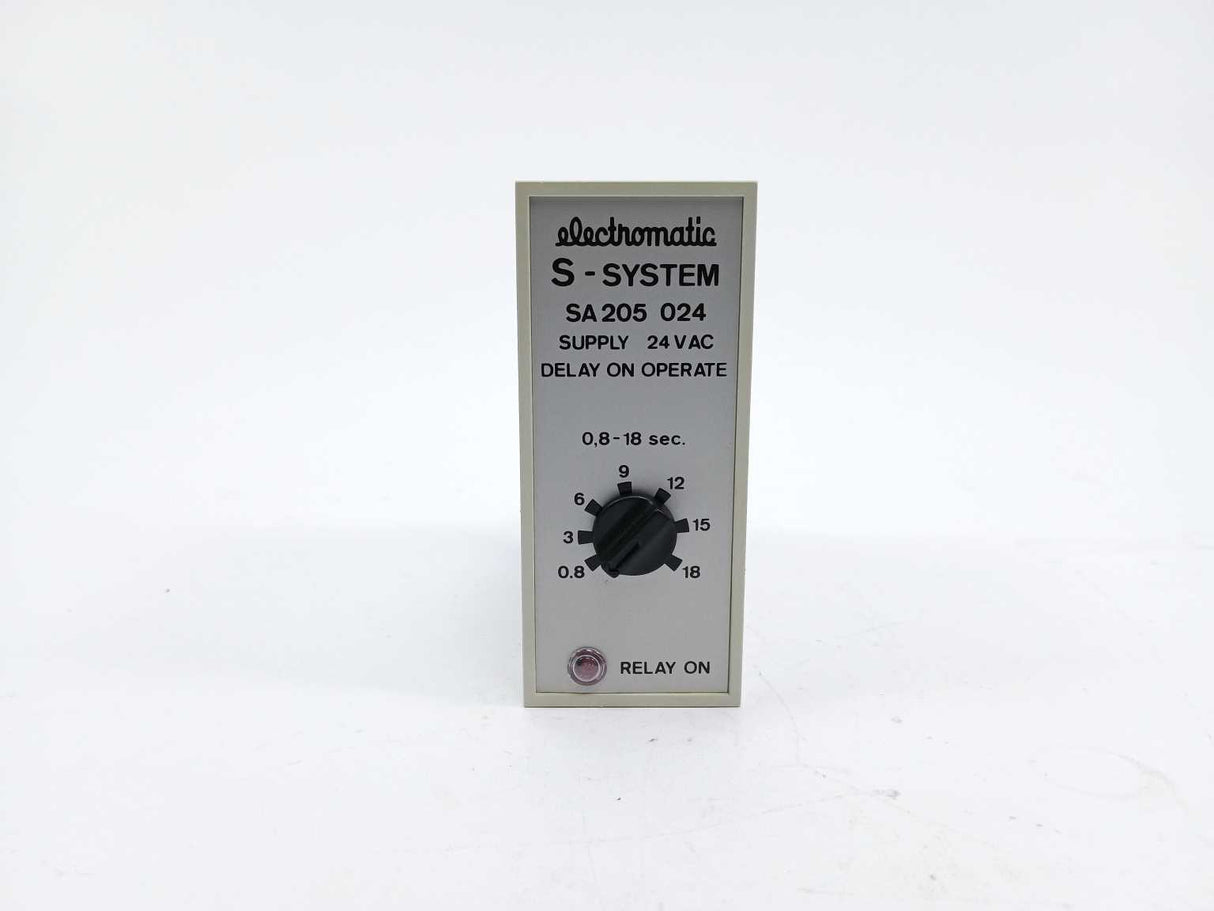 electromatic
S - SYSTEM
SA 205 024
SUPPLY 24 VAC
DELAY ON OPERATE
0,8 - 18 sec.
9
12
6
15
3
0.8
18
RELAY ON